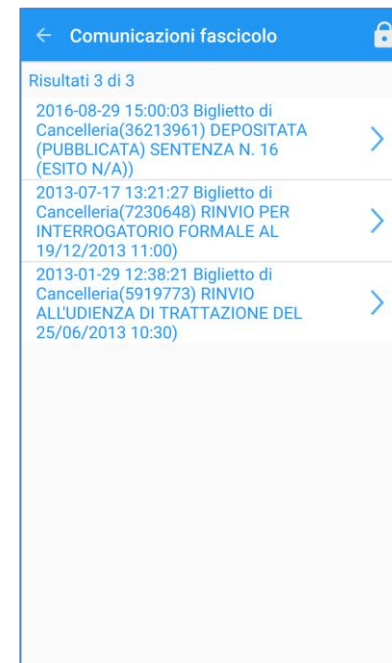 Comunicazioni fascicolo
Risultati 3 di 3
2016-08-29 15:00:03 Biglietto di
Cancelleria(36213961) DEPOSITATA
(PUBBLICATA) SENTENZA N. 16
(ESITO N/A))
2013-07-17 13:21:27 Biglietto di
Cancelleria(7230648) RINVIO PER
INTERROGATORIO FORMALE AL
19/12/2013 11:00)
2013-01-29 12:38:21 Biglietto di
Cancelleria(5919773) RINVIO
ALL'UDIENZA DI TRATTAZIONE DEL
25/06/2013 10:30)